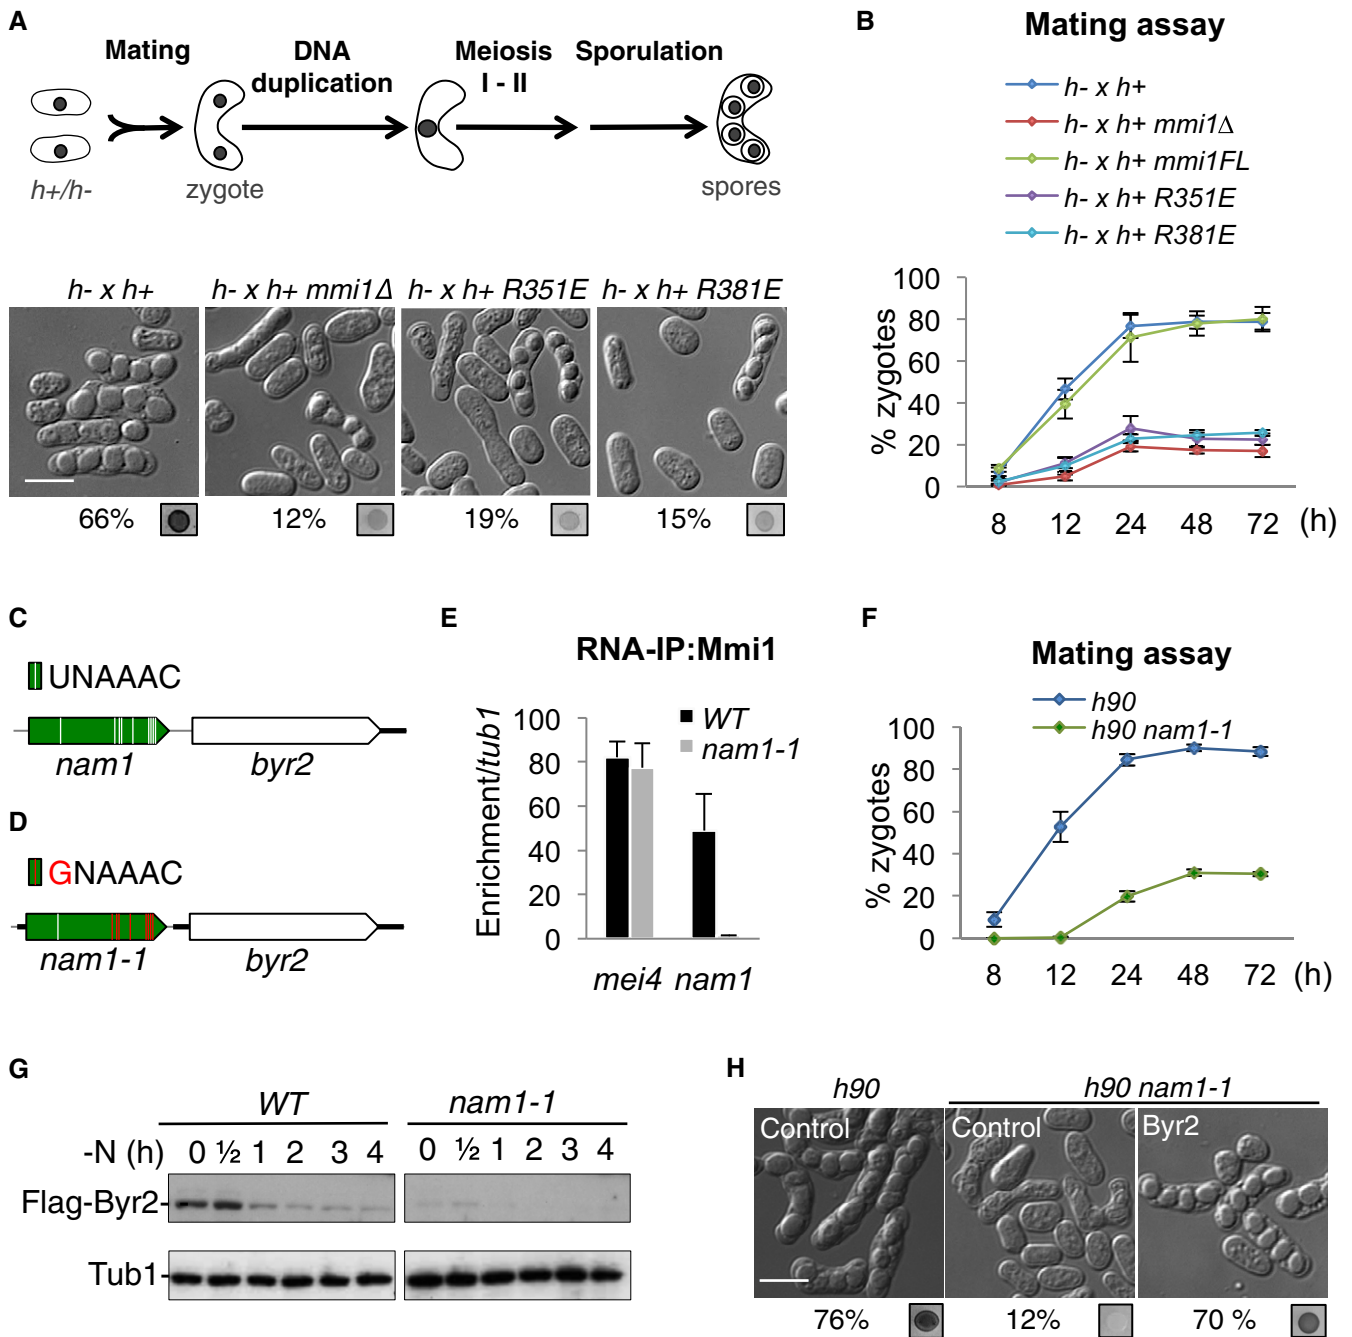 A
Mating
DNA duplication
Meiosis I - II
Sporulation
h+/h-
zygote
spores
h- x h+
h- x h+ mmi1Δ
h- x h+ R351E
h- x h+ R381E
66%
12%
19%
15%
B
Mating assay
h- x h+
h- x h+ mmi1Δ
h- x h+ mmi1FL
h- x h+ R351E
h- x h+ R381E
% zygotes
100
80
60
40
20
0
8 12 24 48 72 (h)
C
UNAAAC
nam1
byr2
D
GNAAAC
nam1-1
byr2
E
RNA-IP:Mmi1
WT
nam1-1
Enrichment/tub1
100
80
60
40
20
0
mei4 nam1
F
Mating assay
h90
h90 nam1-1
% zygotes
100
80
60
40
20
0
8 12 24 48 72 (h)
G
WT
nam1-1
-N (h) 0 ½ 1 2 3 4 0 ½ 1 2 3 4
Flag-Byr2
Tub1
H
h90
h90 nam1-1
Control
Control
Byr2
76%
12%
70 %